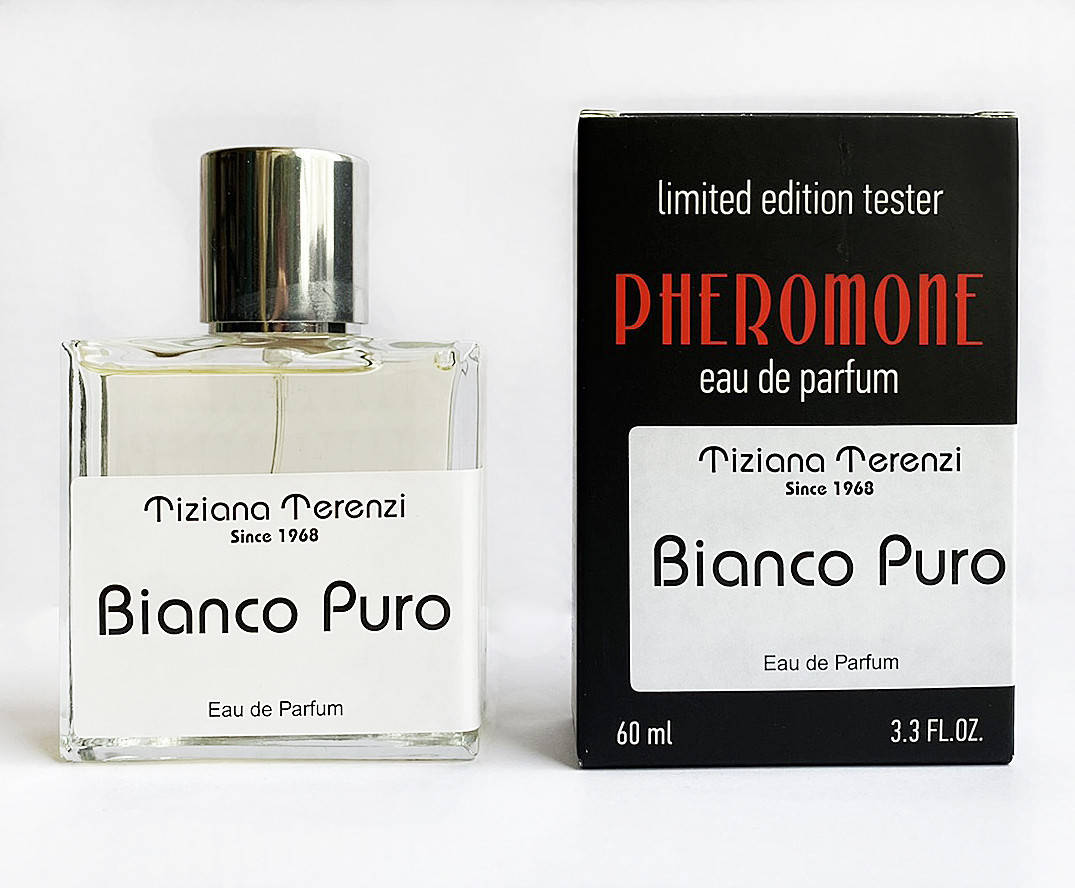 Tiziana Terenzi
Since 1968
Bianco Puro
Eau de Parfum
limited edition tester
PHEROMONE
eau de parfum
Tiziana Terenzi
Since 1968
Bianco Puro
Eau de Parfum
60 ml
3.3 FL.OZ.